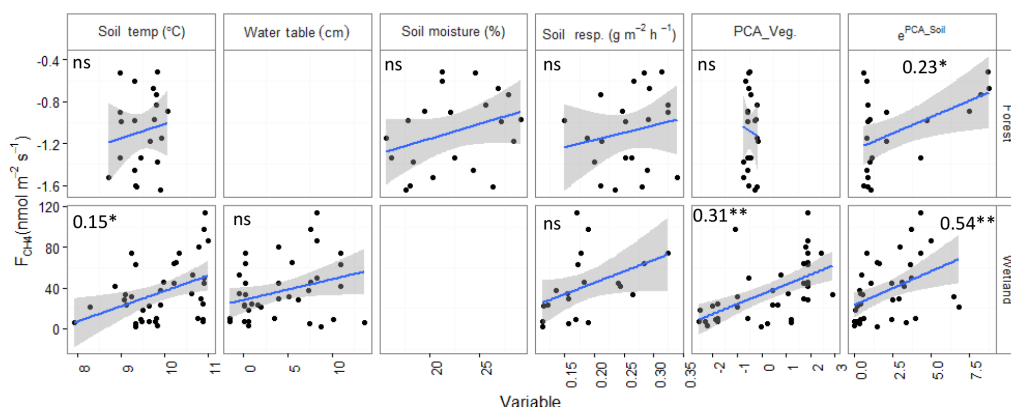 Soil temp (°C) Water table (cm) Soil moisture (%) Soil resp. (g m⁻² h⁻¹) PCA_Veg. e^PCA_Soil
-0.4 ns ns ns ns 0.23*
-0.8
-1.2
-1.6
Forest
F_CH4 (nmol m⁻² s⁻¹)
120 0.15* ns ns 0.31** 0.54**
80
40
0
Wetland
8 9 10 11 0 5 10 20 25 0.15 0.20 0.25 0.30 0.35 -2 -1 0 1 2 3 0.0 2.5 5.0 7.5
Variable